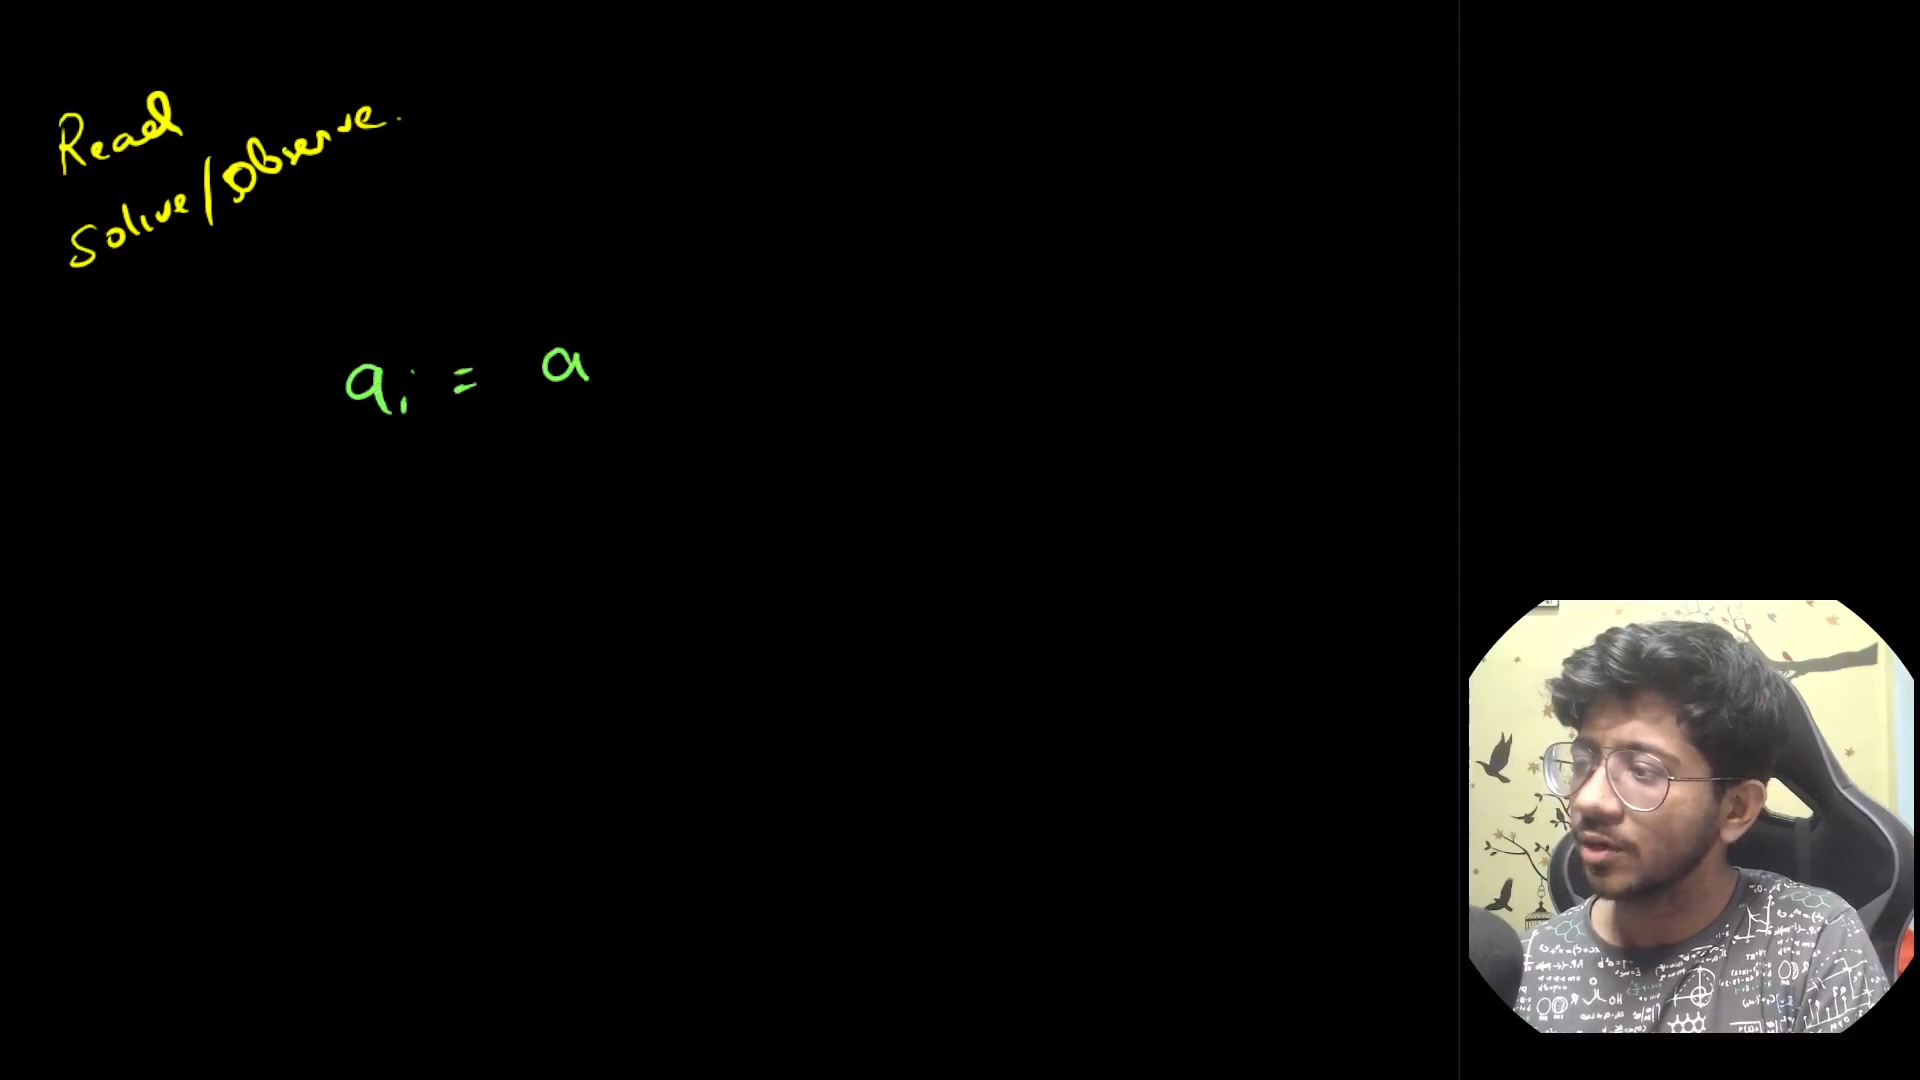 Read
Solve/Observe.
ai = a